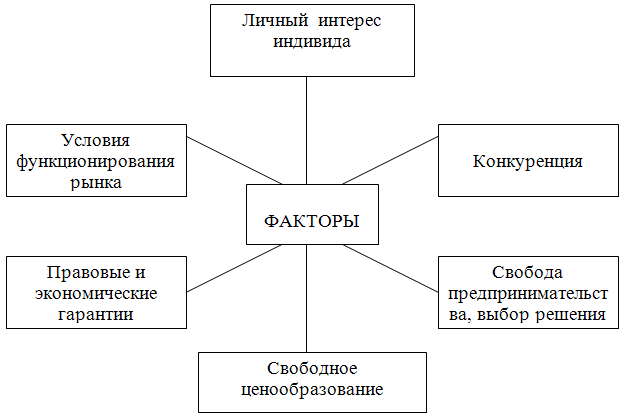 Личный интерес
индивида
Условия
функционирования
рынка
Конкуренция
ФАКТОРЫ
Правовые и
экономические
гарантии
Свобода
предпринимательст
ва, выбор решения
Свободное
ценообразование